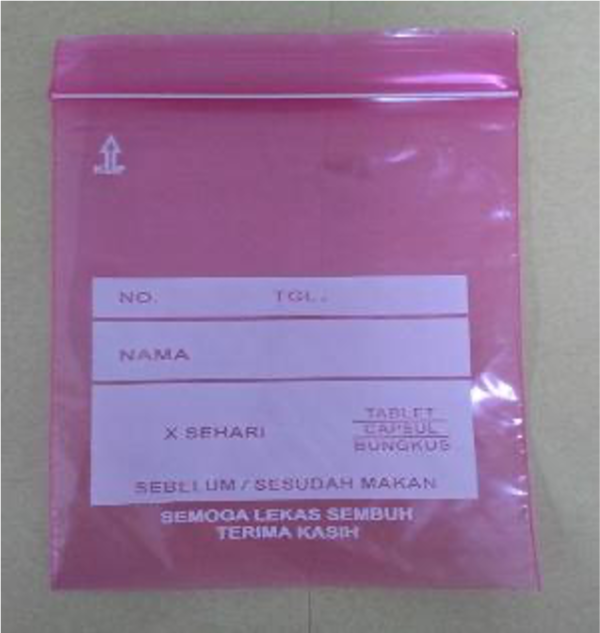 NO. TGL.
NAMA
X SEHARI
TABLET
CAPSUL
BUNGKUS
SEBELUM / SESUDAH MAKAN
SEMOGA LEKAS SEMBUH
TERIMA KASIH